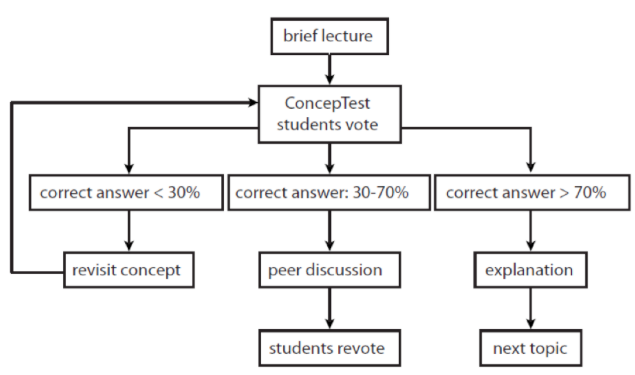 brief lecture
ConcepTest
students vote
correct answer < 30%
correct answer: 30-70%
correct answer > 70%
revisit concept
peer discussion
explanation
students revote
next topic